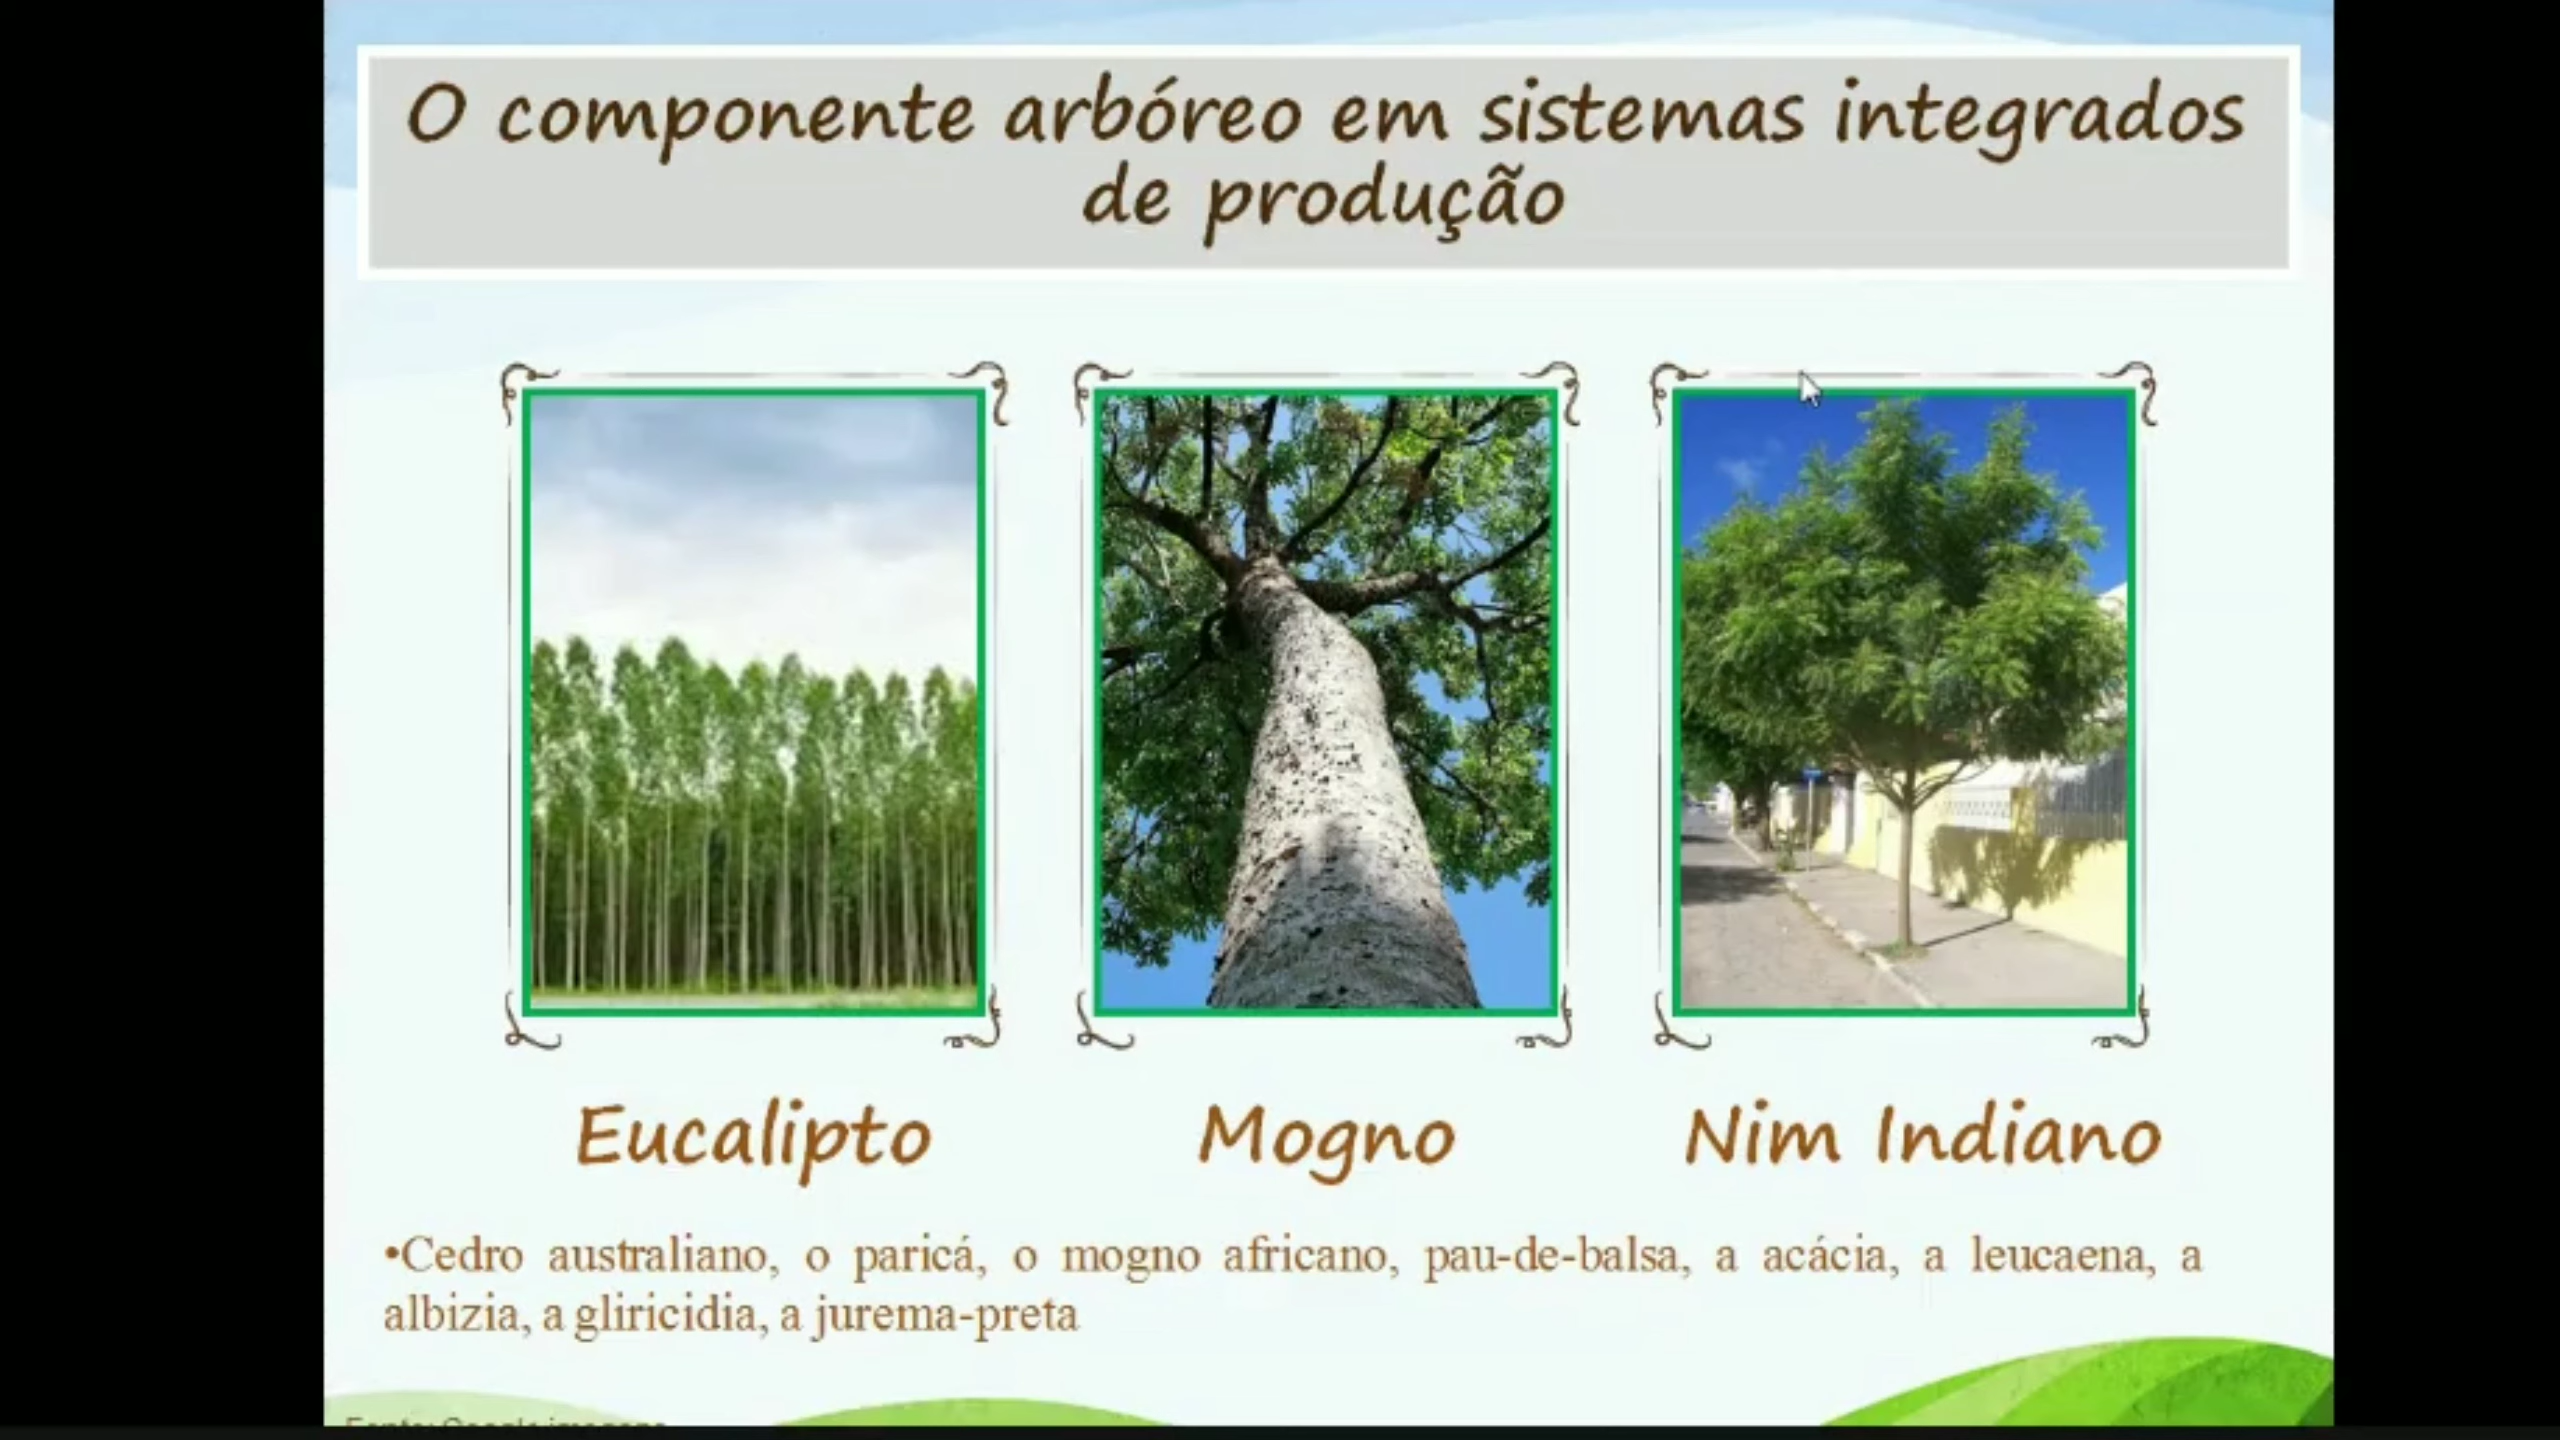 O componente arbóreo em sistemas integrados
de produção
Eucalipto
Mogno
Nim Indiano
•Cedro australiano, o paricá, o mogno africano, pau-de-balsa, a acácia, a leucaena, a
albizia, a gliricidia, a jurema-preta